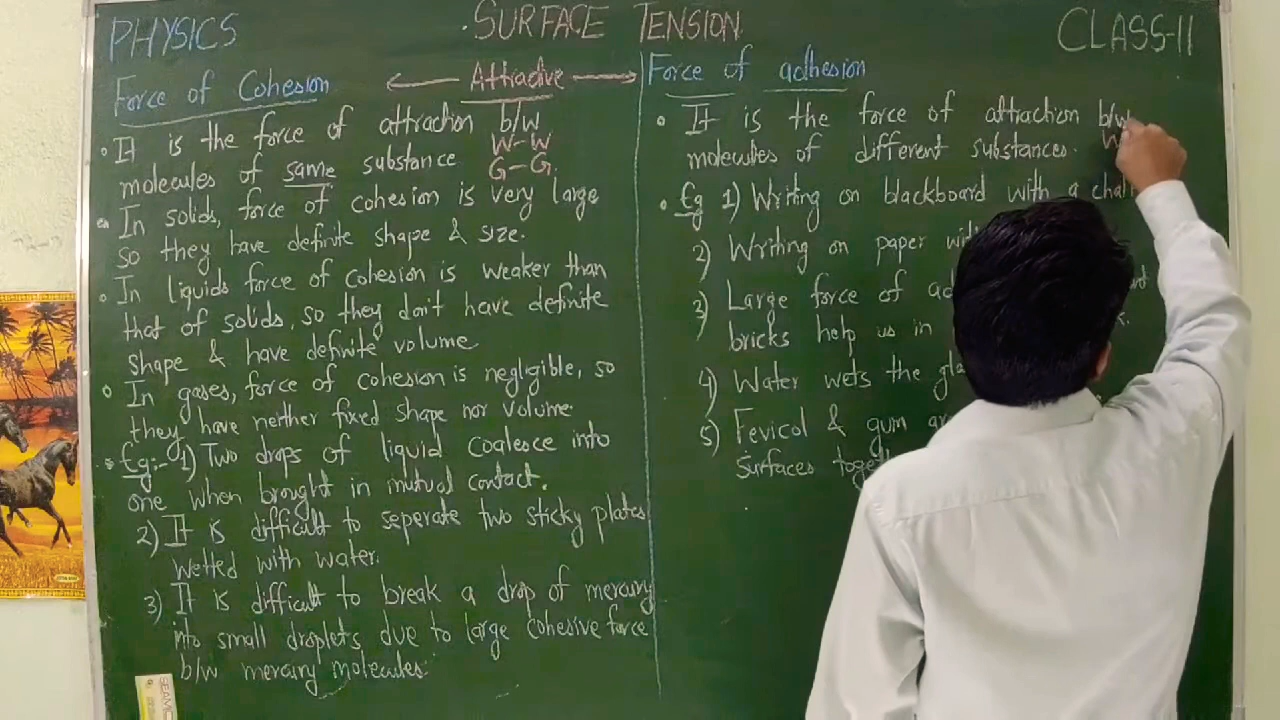 PHYSICS
SURFACE TENSION
CLASS-11
Force of Cohesion
Attractive
• It is the force of attraction b/w
W-W
molecules of same substance
G-G
• In solids, force of cohesion is very large
so they have definite shape & size.
• In liquids force of cohesion is weaker than
that of solids, so they don't have definite
shape & have definite volume
• In gases, force of cohesion is negligible, so
they have neither fixed shape nor volume
• Eg:- 1) Two drops of liquid coalesce into
one when brought in mutual contact.
2) It is difficult to seperate two sticky plates
wetted with water.
3) It is difficult to break a drop of mercury
into small droplets due to large cohesive force
b/w mercury molecules.
Force of adhesion
• It is the force of attraction b/w
W
molecules of different substances.
• Eg 1) Writing on blackboard with a
2) Writing on paper
3) Large force of
bricks help us in
4) Water wets the
5) Fevicol & gum
surfaces